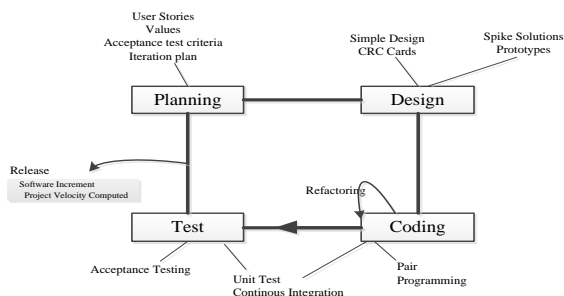 User Stories
Values
Acceptance test criteria
Iteration plan
Simple Design
CRC Cards
Spike Solutions
Prototypes
Planning
Design
Release
Software Increment
Project Velocity Computed
Refactoring
Test
Coding
Acceptance Testing
Unit Test
Continous Integration
Pair
Programming